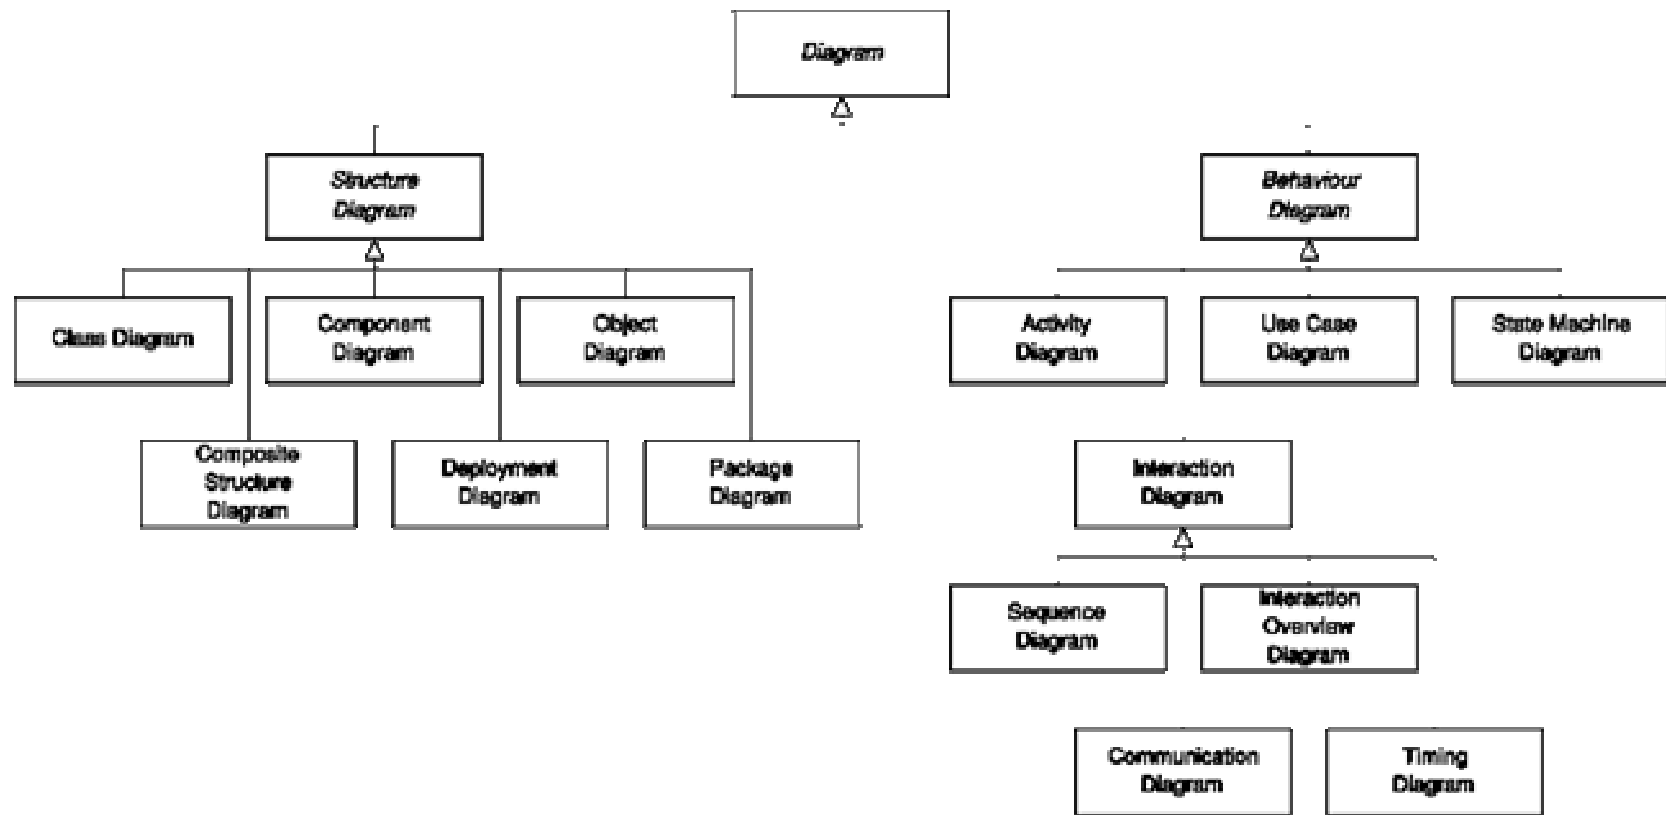 Diagram
Structure
Diagram
Behaviour
Diagram
Class Diagram
Component
Diagram
Object
Diagram
Activity
Diagram
Use Case
Diagram
State Machine
Diagram
Composite
Structure
Diagram
Deployment
Diagram
Package
Diagram
Interaction
Diagram
Sequence
Diagram
Interaction
Overview
Diagram
Communication
Diagram
Timing
Diagram